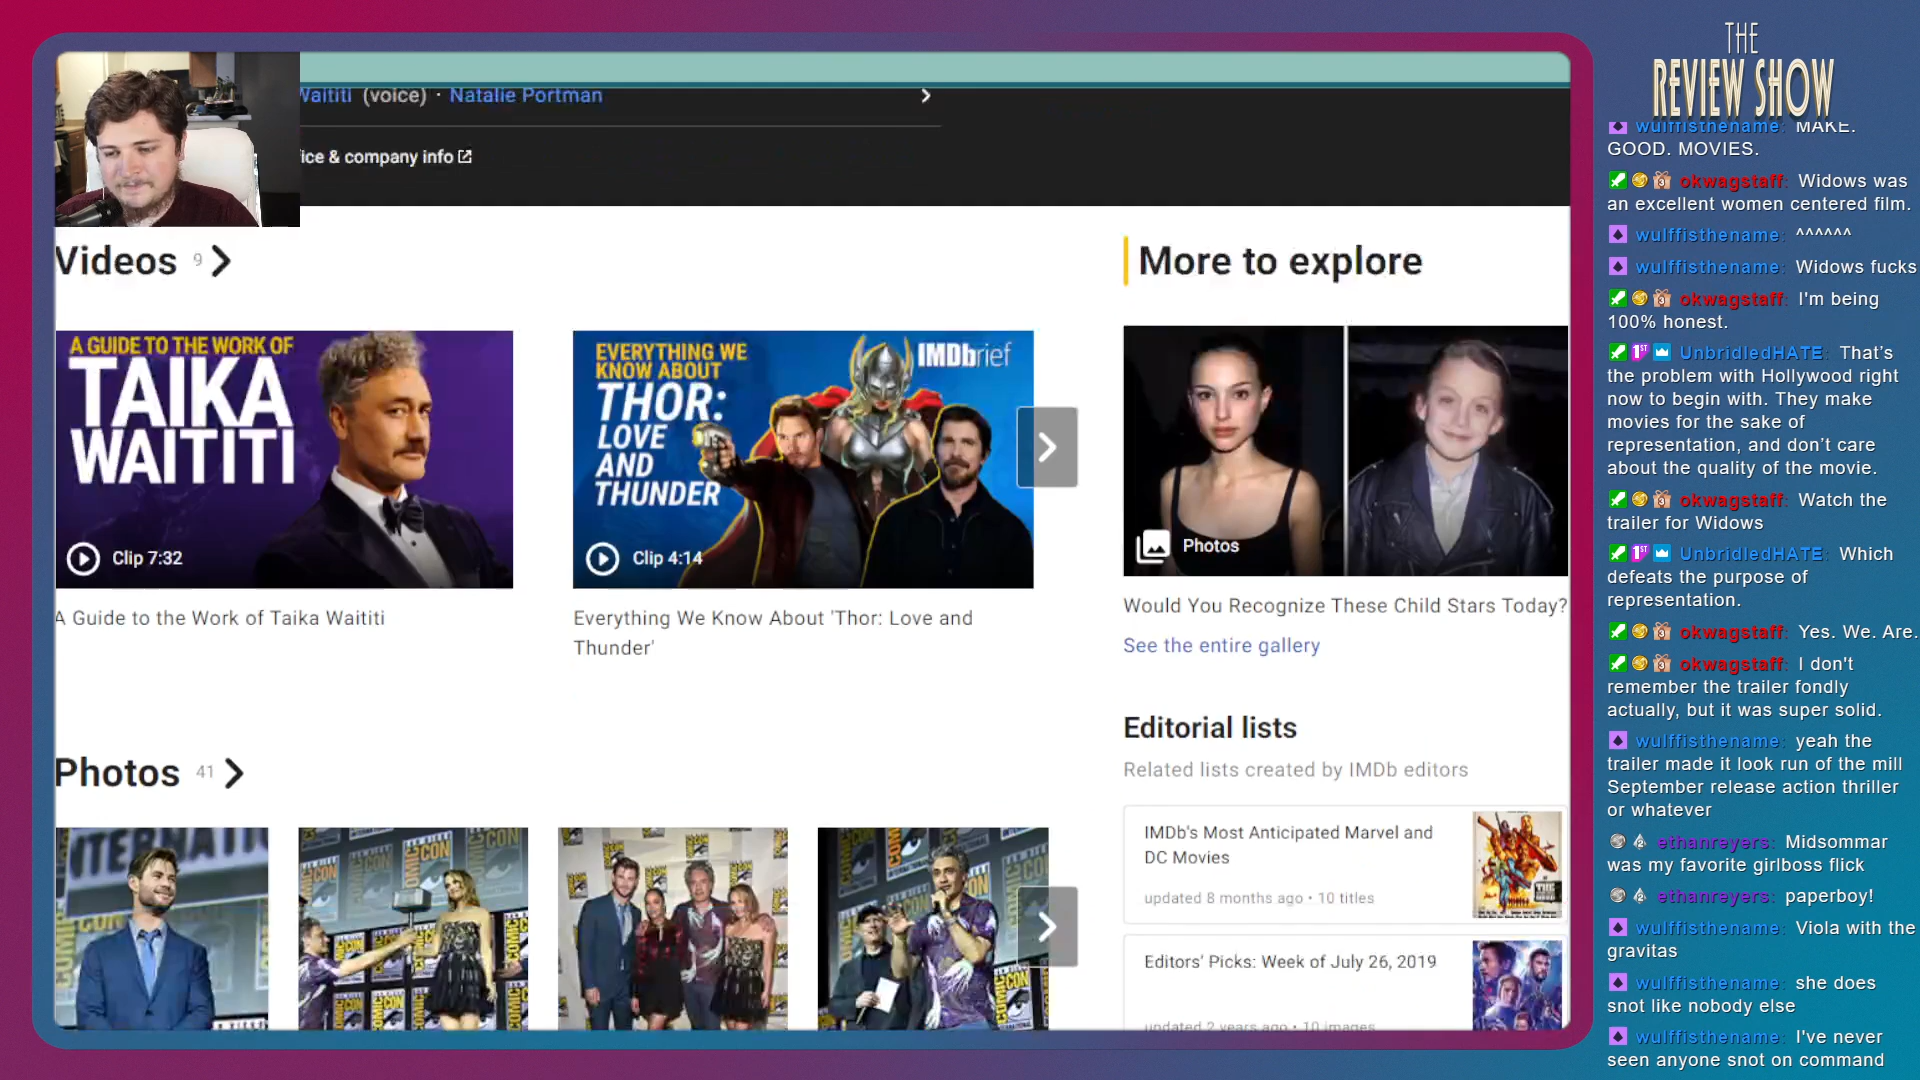 THE
REVIEW SHOW
Waititi (voice) · Natalie Portman
ice & company info
Videos 9
More to explore
A GUIDE TO THE WORK OF
TAIKA
WAITITI
Clip 7:32
EVERYTHING WE
KNOW ABOUT
THOR:
LOVE
AND
THUNDER
IMDbrief
Clip 4:14
Photos
A Guide to the Work of Taika Waititi
Everything We Know About 'Thor: Love and
Thunder'
Would You Recognize These Child Stars Today?
See the entire gallery
Photos 41
Editorial lists
Related lists created by IMDb editors
IMDb's Most Anticipated Marvel and
DC Movies
updated 8 months ago • 10 titles
Editors' Picks: Week of July 26, 2019
updated 2 years ago • 10 images
wulffisthename: MAKE.
GOOD. MOVIES.
okwagstaff: Widows was
an excellent women centered film.
wulffisthename: ^^^^^^
wulffisthename: Widows fucks
okwagstaff: I'm being
100% honest.
UnbridledHATE: That's
the problem with Hollywood right
now to begin with. They make
movies for the sake of
representation, and don't care
about the quality of the movie.
okwagstaff: Watch the
trailer for Widows
UnbridledHATE: Which
defeats the purpose of
representation.
okwagstaff: Yes. We. Are.
okwagstaff: I don't
remember the trailer fondly
actually, but it was super solid.
wulffisthename: yeah the
trailer made it look run of the mill
September release action thriller
or whatever
ethanreyers: Midsommar
was my favorite girlboss flick
ethanreyers: paperboy!
wulffisthename: Viola with the
gravitas
wulffisthename: she does
snot like nobody else
wulffisthename: I've never
seen anyone snot on command